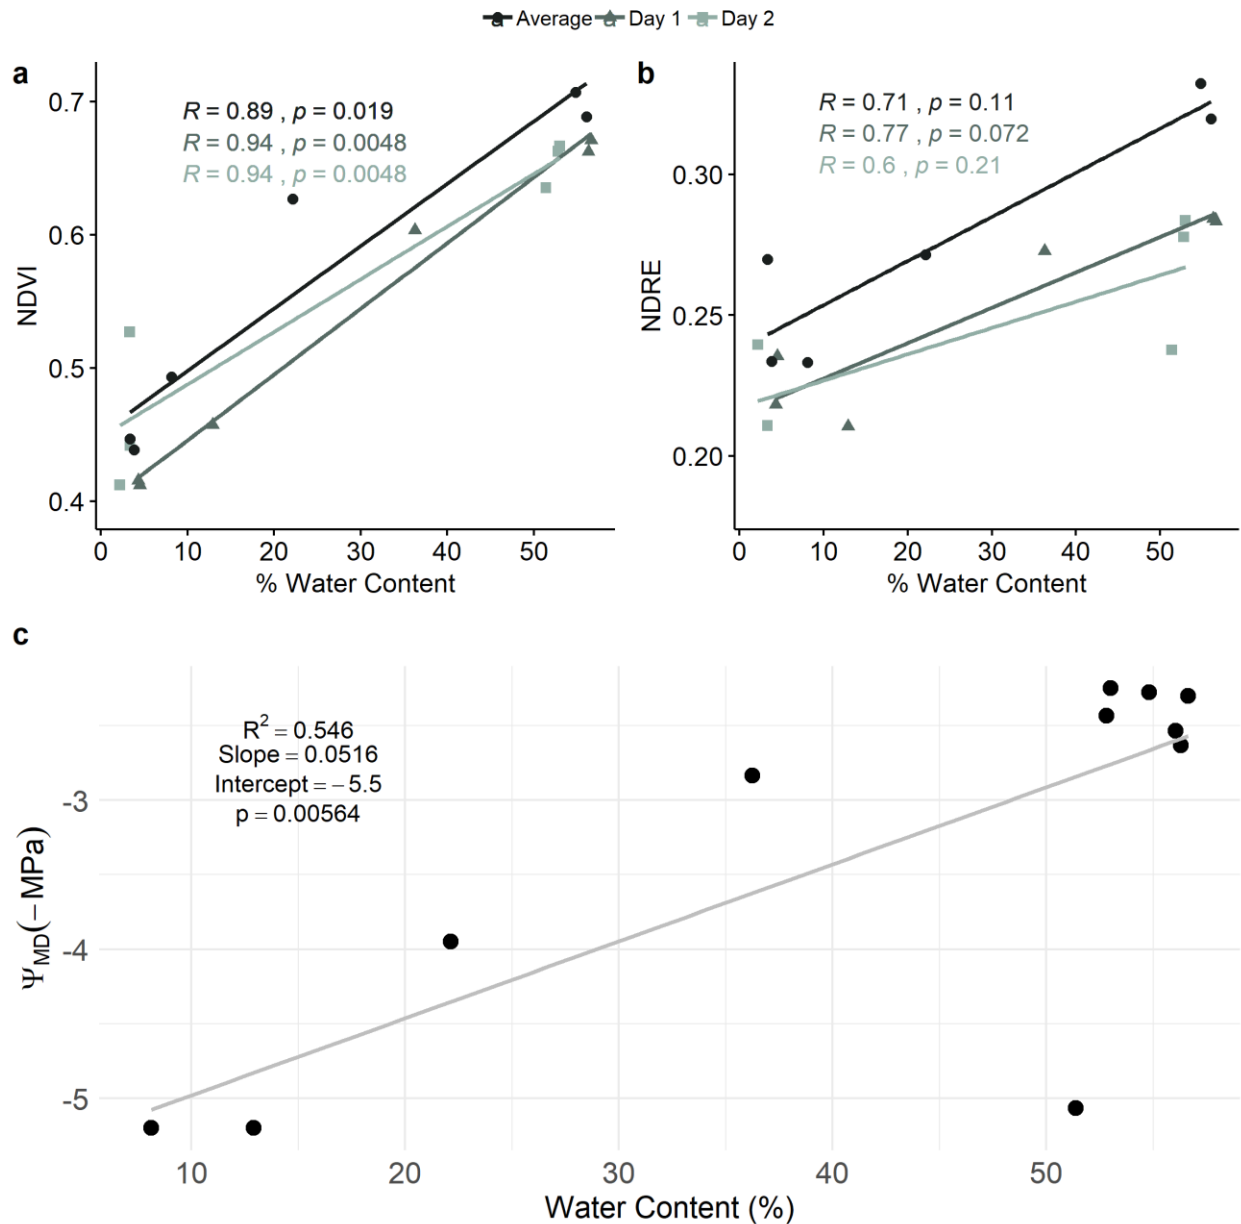 Average Day 1 Day 2
a
R = 0.89 , p = 0.019
R = 0.94 , p = 0.0048
R = 0.94 , p = 0.0048
NDVI
0.7
0.6
0.5
0.4
0 10 20 30 40 50
% Water Content
b
R = 0.71 , p = 0.11
R = 0.77 , p = 0.072
R = 0.6 , p = 0.21
NDRE
0.30
0.25
0.20
0 10 20 30 40 50
% Water Content
c
R² = 0.546
Slope = 0.0516
Intercept = −5.5
p = 0.00564
Ψ_MD(−MPa)
-3
-4
-5
10 20 30 40 50
Water Content (%)